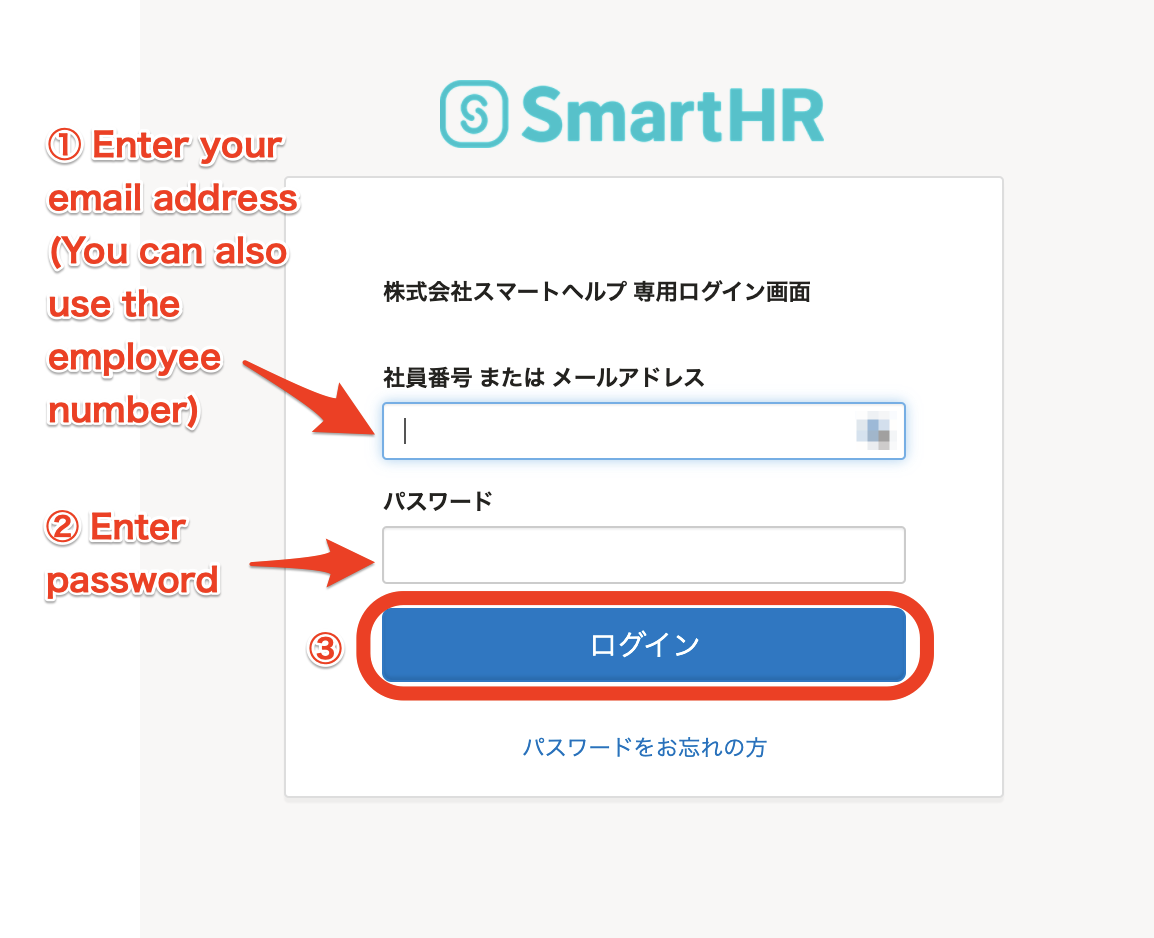 SmartHR
① Enter your
email address
(You can also
use the
employee
number)
株式会社スマートヘルプ 専用ログイン画面
社員番号 または メールアドレス
② Enter
password
パスワード
③
ログイン
パスワードをお忘れの方